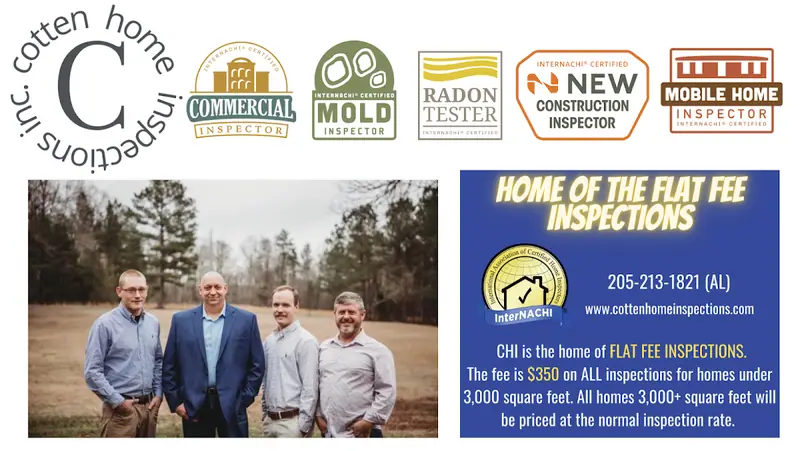 cotten home inspections inc.
C
INTERNACHI® CERTIFIED
COMMERCIAL
INSPECTOR
INTERNACHI® CERTIFIED
MOLD
INSPECTOR
RADON
TESTER
INTERNACHI® CERTIFIED
INTERNACHI® CERTIFIED
NEW
CONSTRUCTION
INSPECTOR
MOBILE HOME
INSPECTOR
INTERNACHI® CERTIFIED
HOME OF THE FLAT FEE
INSPECTIONS
International Association of Certified Home Inspectors
InterNACHI
205-213-1821 (AL)
www.cottenhomeinspections.com
CHI is the home of FLAT FEE INSPECTIONS.
The fee is $350 on ALL inspections for homes under
3,000 square feet. All homes 3,000+ square feet will
be priced at the normal inspection rate.